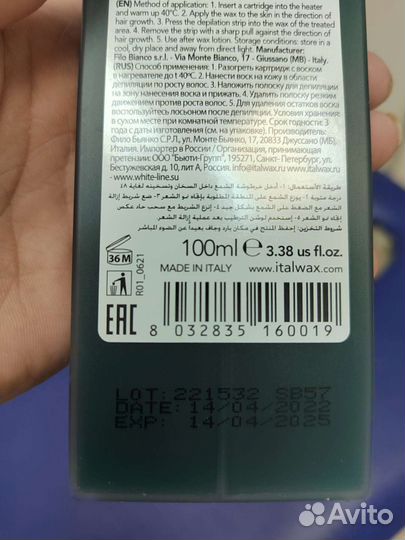 (EN) Method of application: 1. Insert a cartridge into the heater
and warm up 40°C. 2. Apply the wax to the skin in the direction of
hair growth. 3. Depilation strip into the wax of the treated
area. 4. Remove the strip with a sharp pull against the direction of
hair growth. 5. Use after wax lotion. Storage conditions: store in a
cool, dry place away from direct light. Manufacturer:
Filo Bianco s.r.l. - Via Monte Bianco, 17 - Giussano (MB) - Italy.
(RUS) Способ применения: 1. Разогреть картридж с воском
в нагревателе до t 40°C. 2. Нанести воск на кожу в области
депиляции по росту волос. 3. Наложить полоску для депиляции
на зону нанесения воска и прижать. 4. Удалить полоску резким
движением против роста волос. 5. Для удаления остатков воска
воспользоваться лосьоном после депиляции. Условия хранения:
в сухом месте при комнатной температуре. Срок годности: 3
года с даты изготовления (см. на упаковке). Производитель:
Фило Бьянко С.Р.Л., ул. Монте Бьянко, 17, 20833 Джуссано (МБ),
Италия. Импортер в России / Организация, принимающая
претензии: ООО "Бьюти-Групп", 195271, Санкт-Петербург, ул.
Бестужевская д.10, лит А, Россия. info@italwax.ru
www.white-line.su
36 M
R01_0621
100ml e 3.38 us fl.oz.
MADE IN ITALY www.italwax.com
EAC
8 032835 160019
LOT: 221532 SB57
DATE: 14/04/2022
EXP: 14/04/2025
Avito